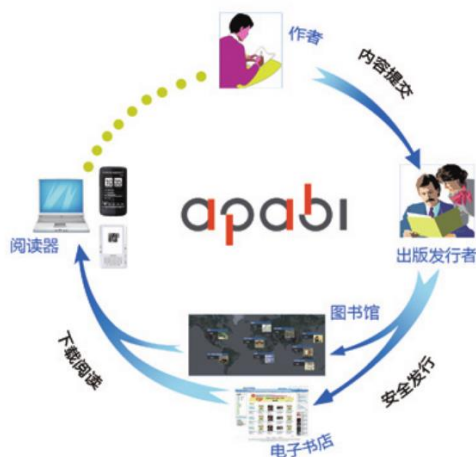 作者
内容提交
apabi
阅读器
出版发行者
图书馆
下载阅读
安全发行
电子书店